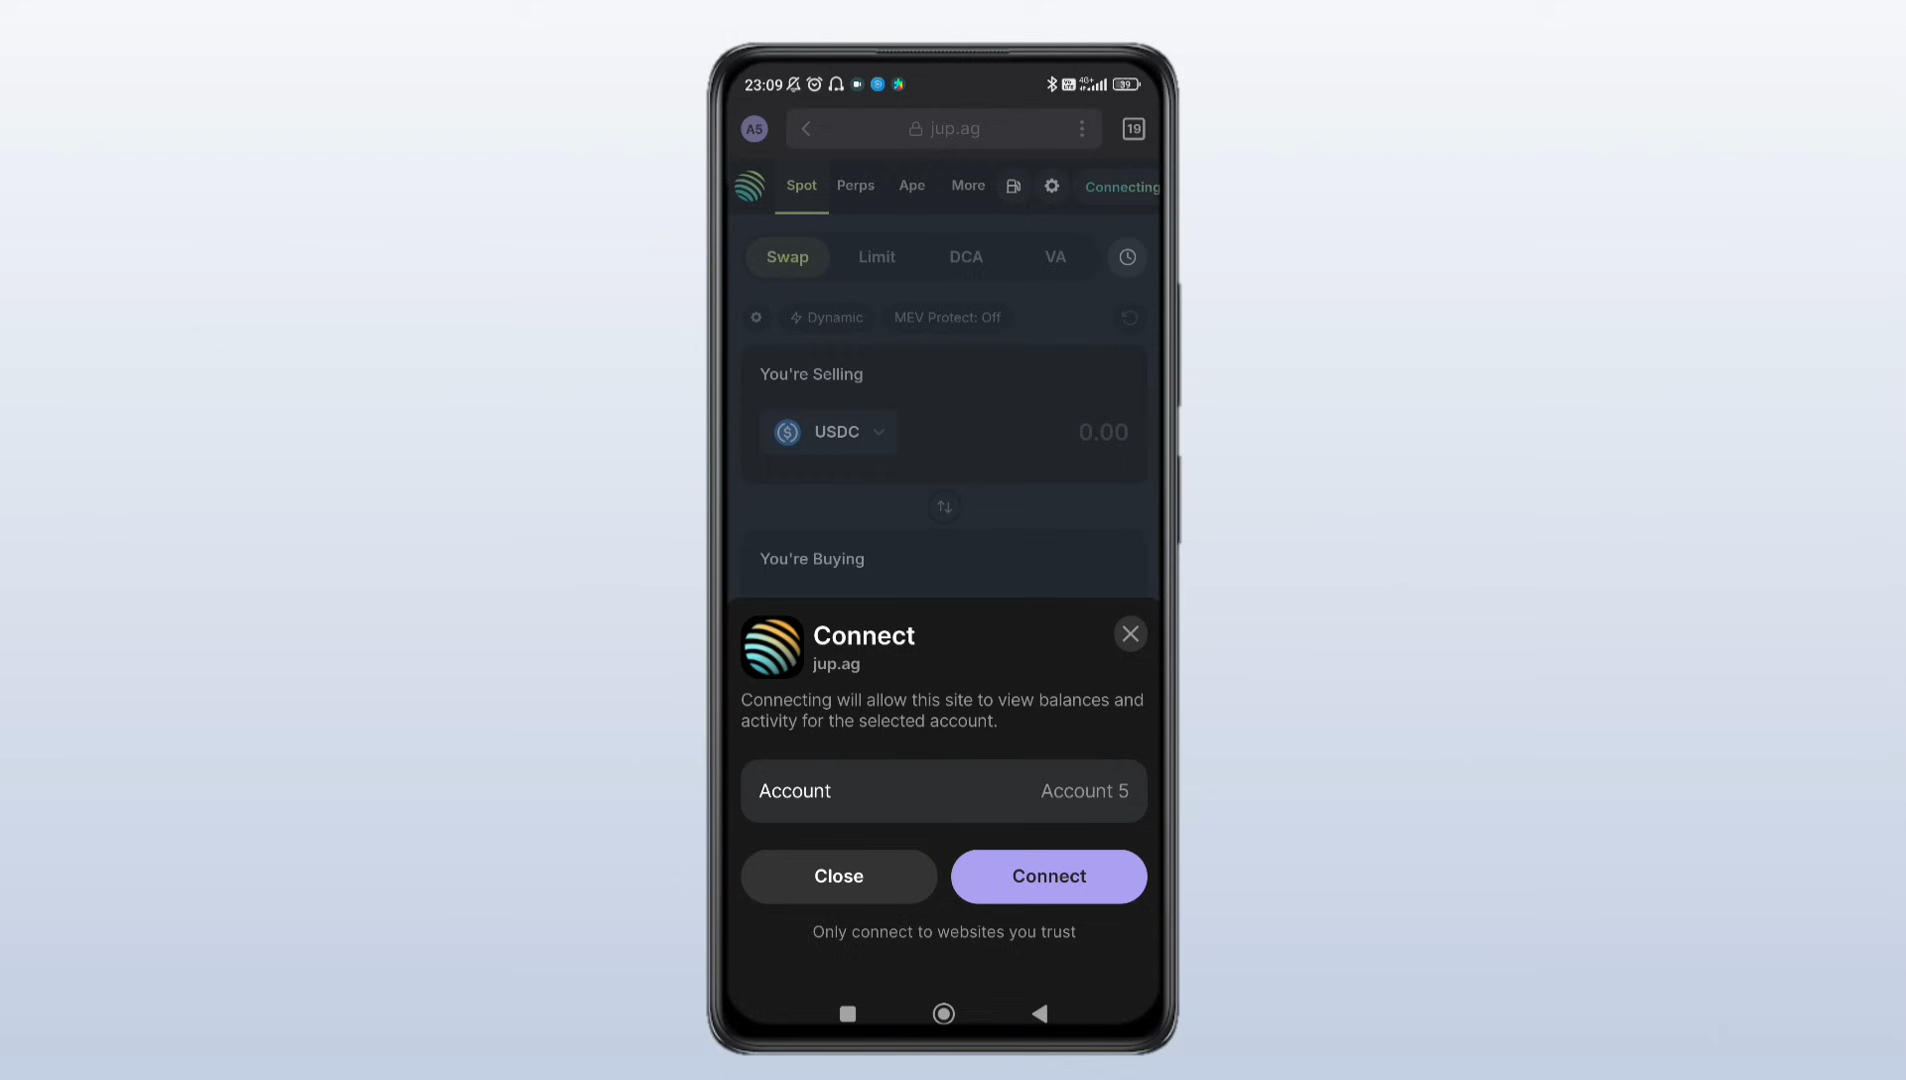 23:09
4G+
39
A5
jup.ag
19
Spot
Perps
Ape
More
Connecting
Swap
Limit
DCA
VA
Dynamic
MEV Protect: Off
You're Selling
USDC
0.00
You're Buying
Connect
jup.ag
Connecting will allow this site to view balances and
activity for the selected account.
Account
Account 5
Close
Connect
Only connect to websites you trust